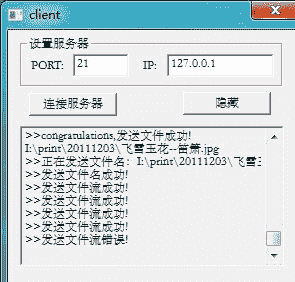 client
设置服务器
PORT: 21 IP: 127.0.0.1
连接服务器 隐藏
>>congratulations,发送文件成功!
I:\print\20111203\飞雪玉花--笛箫.jpg
>>正在发送文件名：I:\print\20111203\飞雪玉
>>发送文件名成功!
>>发送文件流成功!
>>发送文件流成功!
>>发送文件流成功!
>>发送文件流成功!
>>发送文件流错误!